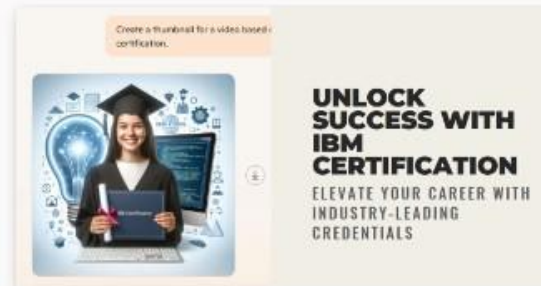 Create a thumbnail for a video based
certification.
UNLOCK
SUCCESS WITH
IBM
CERTIFICATION
ELEVATE YOUR CAREER WITH
INDUSTRY-LEADING
CREDENTIALS